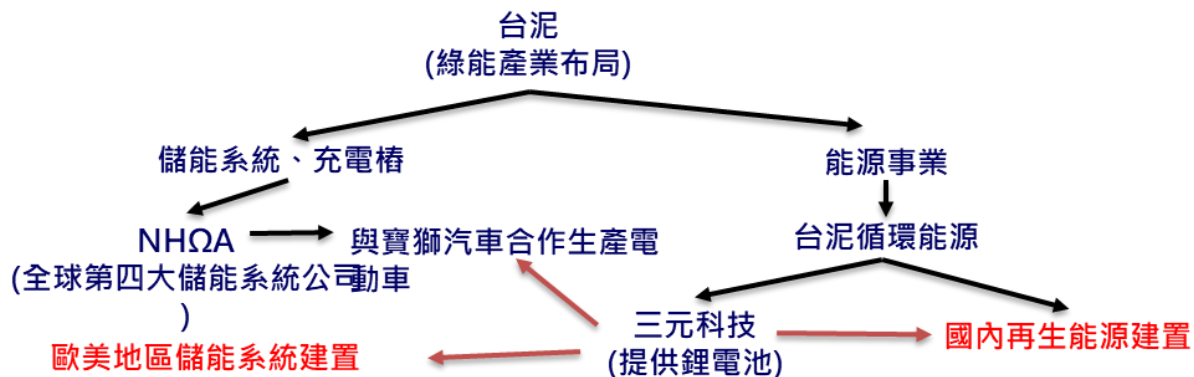 台泥
(綠能產業布局)
儲能系統、充電樁
能源事業
NHΩA
(全球第四大儲能系統公司
)
與寶獅汽車合作生產電
動車
台泥循環能源
三元科技
(提供鋰電池)
國內再生能源建置
歐美地區儲能系統建置